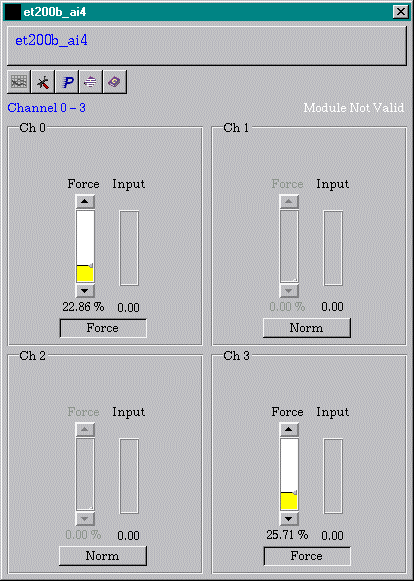 et200b_ai4
et200b_ai4
P
Channel 0 - 3 Module Not Valid
Ch 0
Force Input
22.86 % 0.00
Force
Ch 1
Force Input
0.00 % 0.00
Norm
Ch 2
Force Input
0.00 % 0.00
Norm
Ch 3
Force Input
25.71 % 0.00
Force